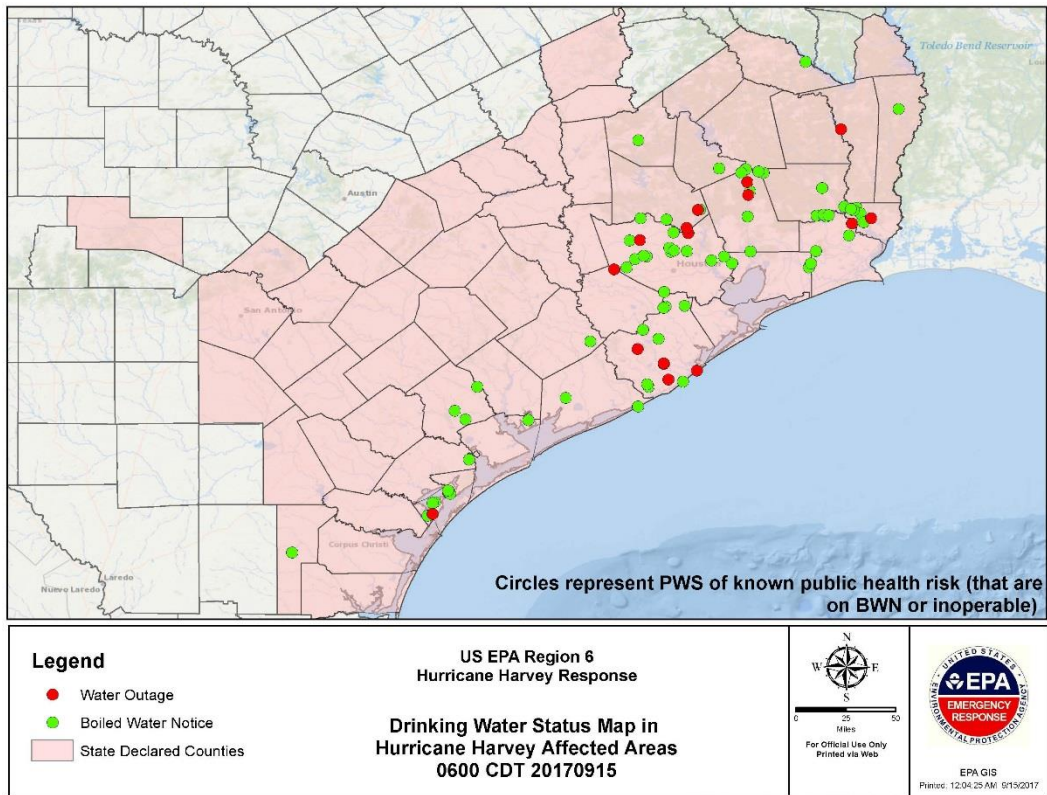 Texas
Toledo Bend Reservoir
Austin
Houston
San Antonio
Corpus Christi
Laredo
Nuevo Laredo
Circles represent PWS of known public health risk (that are
on BWN or inoperable)
Legend
Water Outage
Boiled Water Notice
State Declared Counties
US EPA Region 6
Hurricane Harvey Response
Drinking Water Status Map in
Hurricane Harvey Affected Areas
0600 CDT 20170915
N
W E
S
0 25 50
Miles
For Official Use Only
Printed via Web
UNITED STATES
EPA
EMERGENCY
RESPONSE
ENVIRONMENTAL PROTECTION AGENCY
EPA GIS
Printed: 12:04:25 AM 9/15/2017